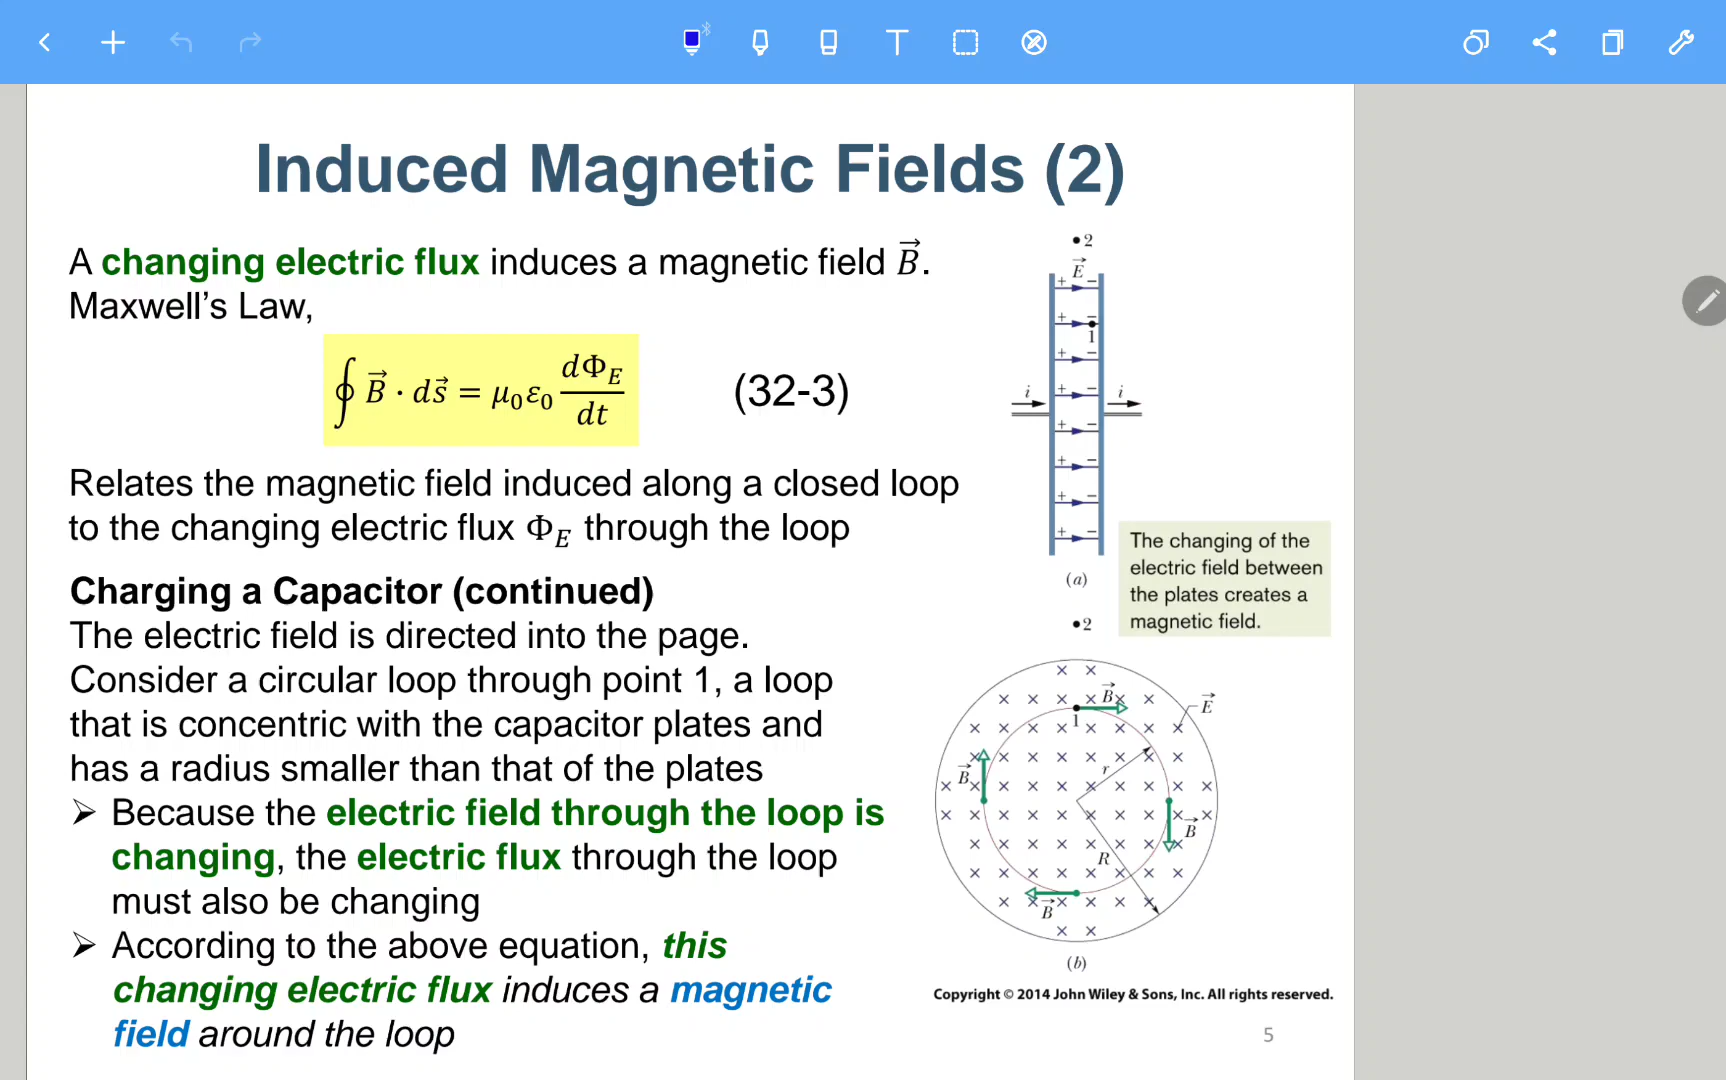 Induced Magnetic Fields (2)
A changing electric flux induces a magnetic field B⃗.
Maxwell’s Law,
∮ B⃗ · ds⃗ = μ₀ε₀ dΦ_E/dt (32-3)
Relates the magnetic field induced along a closed loop
to the changing electric flux Φ_E through the loop
Charging a Capacitor (continued)
The electric field is directed into the page.
Consider a circular loop through point 1, a loop
that is concentric with the capacitor plates and
has a radius smaller than that of the plates
➢ Because the electric field through the loop is
changing, the electric flux through the loop
must also be changing
➢ According to the above equation, this
changing electric flux induces a magnetic
field around the loop
•2
E⃗
1
i
i
(a)
The changing of the
electric field between
the plates creates a
magnetic field.
•2
B⃗
E⃗
1
r
B⃗
B⃗
R
B⃗
(b)
Copyright © 2014 John Wiley & Sons, Inc. All rights reserved.
5